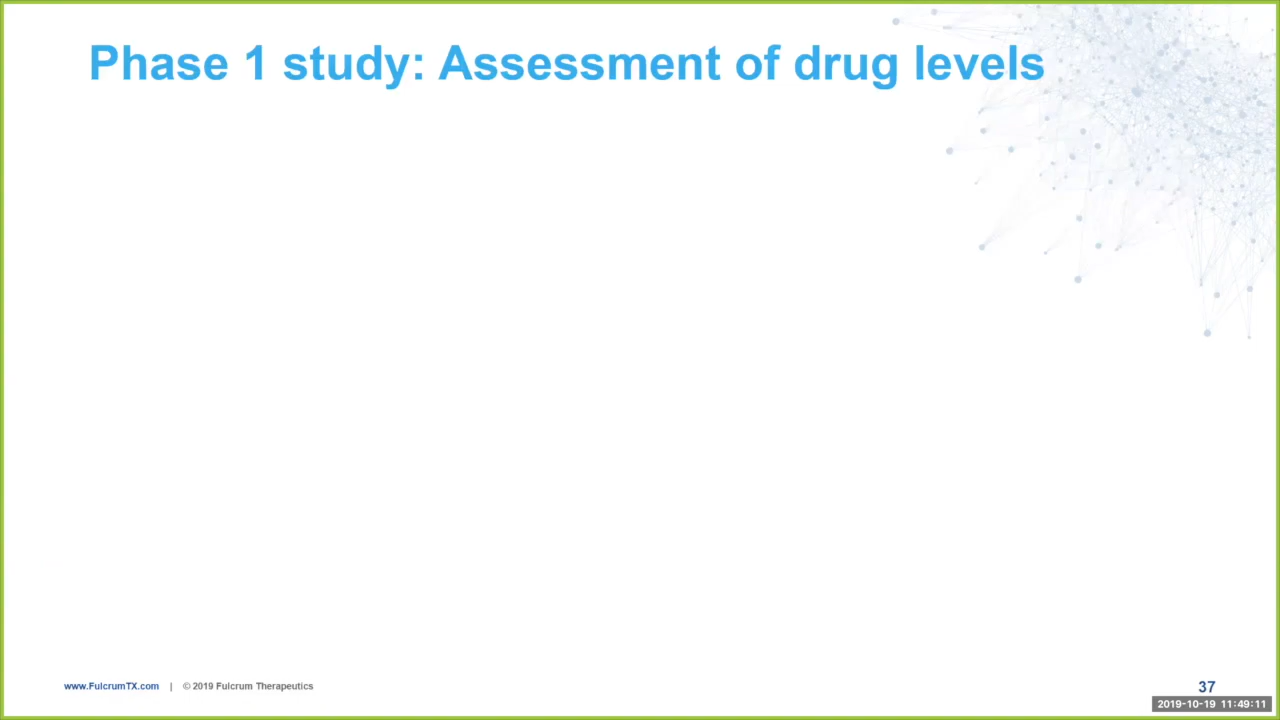 Phase 1 study: Assessment of drug levels
www.FulcrumTX.com | © 2019 Fulcrum Therapeutics
37
2019-10-19 11:49:11